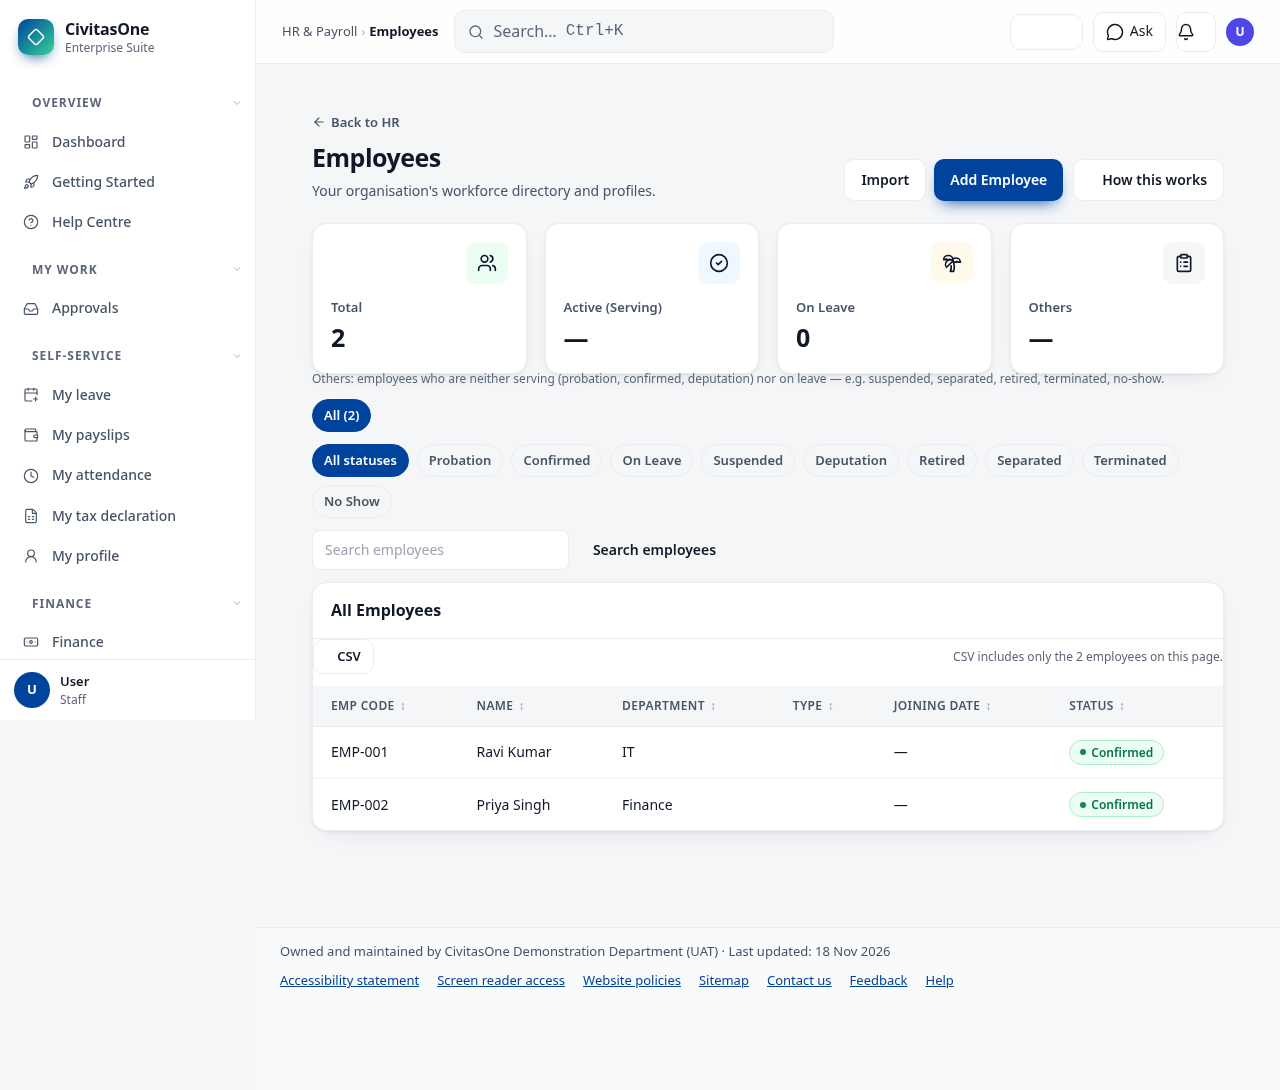 CivitasOne
Enterprise Suite
OVERVIEW
Dashboard
Getting Started
Help Centre
MY WORK
Approvals
SELF-SERVICE
My leave
My payslips
My attendance
My tax declaration
My profile
FINANCE
Finance
U
User
Staff
HR & Payroll › Employees
Search... Ctrl+K
Ask
U
← Back to HR
Employees
Your organisation's workforce directory and profiles.
Import
Add Employee
How this works
Total
2
Active (Serving)
—
On Leave
0
Others
—
Others: employees who are neither serving (probation, confirmed, deputation) nor on leave — e.g. suspended, separated, retired, terminated, no-show.
All (2)
All statuses Probation Confirmed On Leave Suspended Deputation Retired Separated Terminated
No Show
Search employees Search employees
All Employees
CSV CSV includes only the 2 employees on this page.
EMP CODE ↕ NAME ↕ DEPARTMENT ↕ TYPE ↕ JOINING DATE ↕ STATUS ↕
EMP-001 Ravi Kumar IT — Confirmed
EMP-002 Priya Singh Finance — Confirmed
Owned and maintained by CivitasOne Demonstration Department (UAT) · Last updated: 18 Nov 2026
Accessibility statement Screen reader access Website policies Sitemap Contact us Feedback Help